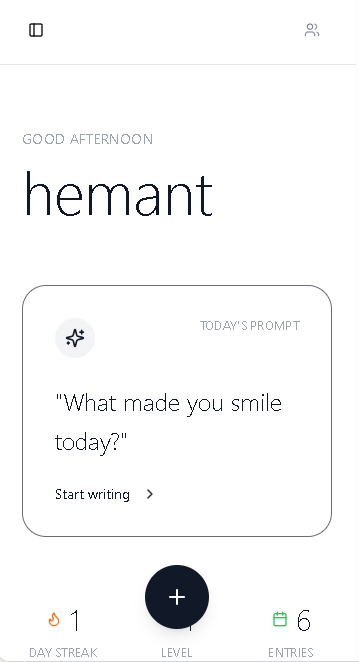 GOOD AFTERNOON
hemant
TODAY'S PROMPT
"What made you smile
today?"
Start writing
1 6
DAY STREAK LEVEL ENTRIES